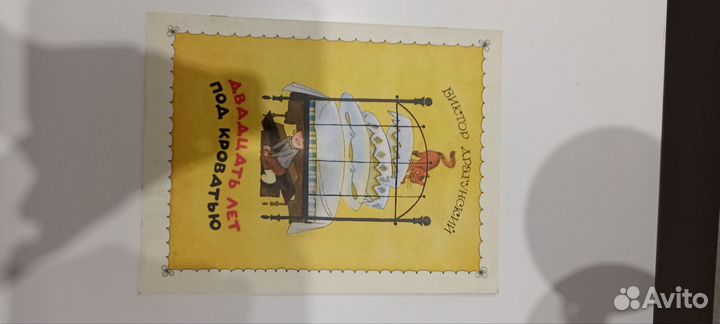 ВИКТОР ДРАГУНСКИЙ
ДВАДЦАТЬ ЛЕТ
ПОД КРОВАТЬЮ
Avito